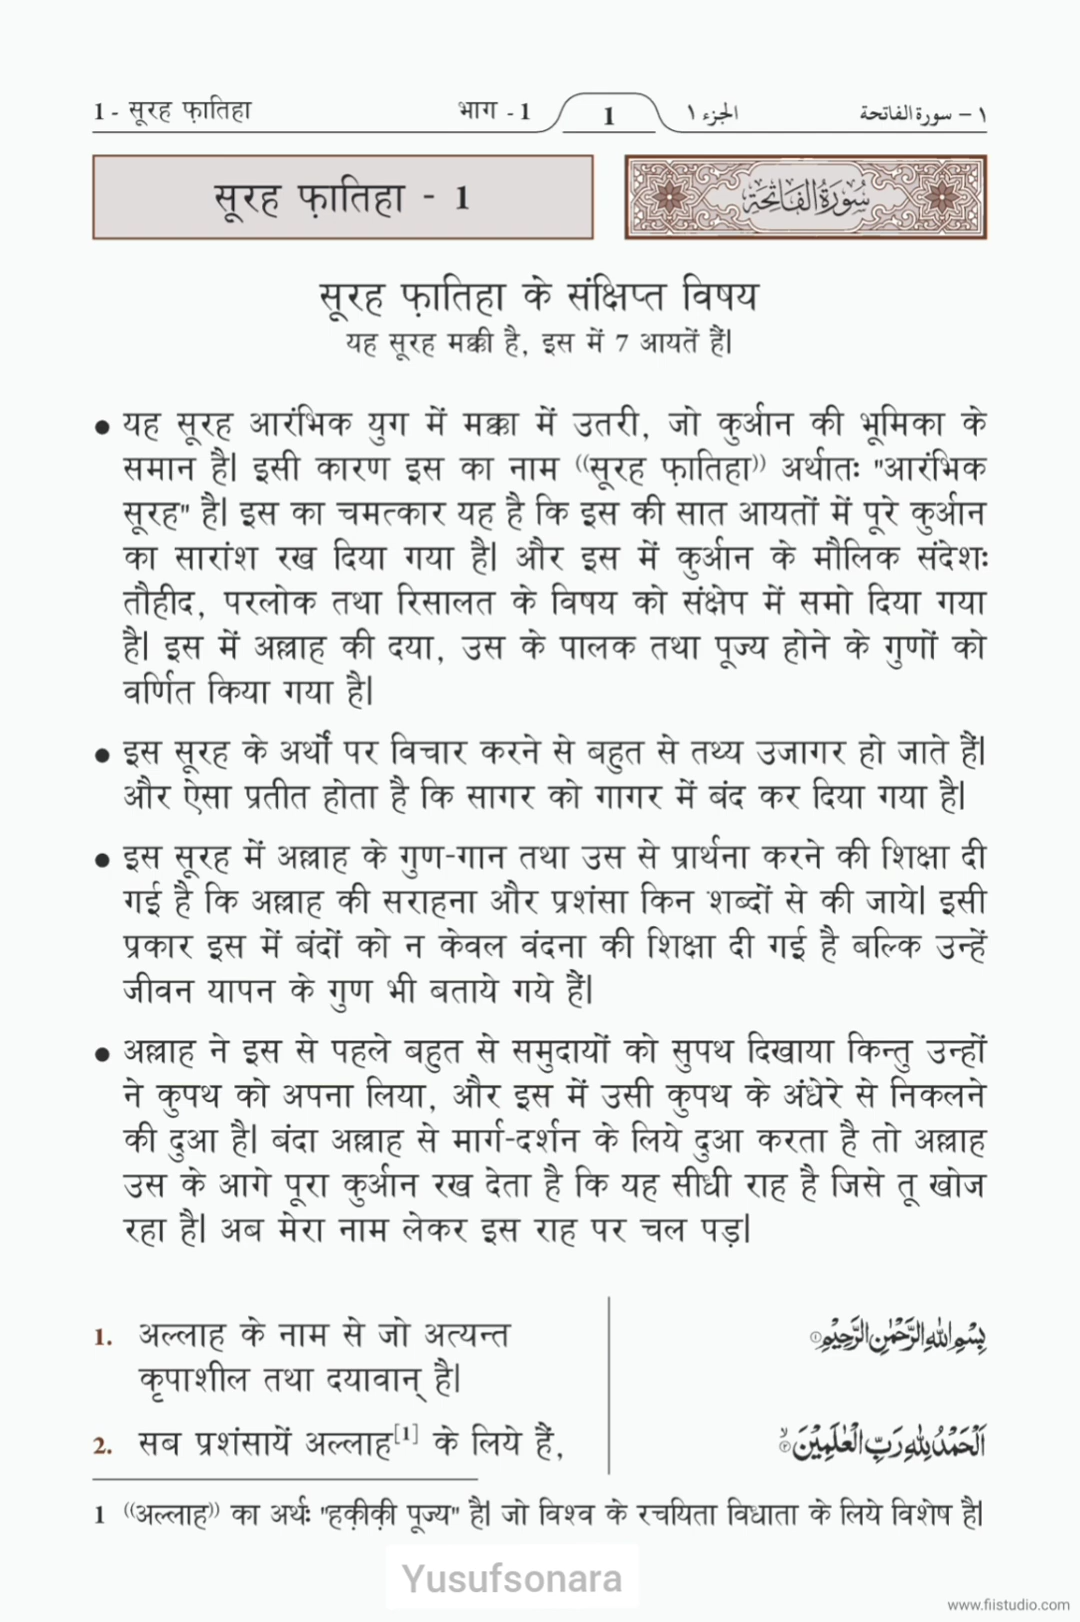 1 - सूरह फ़ातिहा भाग - 1 1 الجزء ١ ١ – سورة الفاتحة
सूरह फ़ातिहा - 1 سُورَةُ الفَاتِحَة
सूरह फ़ातिहा के संक्षिप्त विषय
यह सूरह मक्की है, इस में 7 आयतें हैं।
● यह सूरह आरंभिक युग में मक्का में उतरी, जो कुर्आन की भूमिका के
समान है। इसी कारण इस का नाम ((सूरह फ़ातिहा)) अर्थातः "आरंभिक
सूरह" है। इस का चमत्कार यह है कि इस की सात आयतों में पूरे कुर्आन
का सारांश रख दिया गया है। और इस में कुर्आन के मौलिक संदेशः
तौहीद, परलोक तथा रिसालत के विषय को संक्षेप में समो दिया गया
है। इस में अल्लाह की दया, उस के पालक तथा पूज्य होने के गुणों को
वर्णित किया गया है।
● इस सूरह के अर्थों पर विचार करने से बहुत से तथ्य उजागर हो जाते हैं।
और ऐसा प्रतीत होता है कि सागर को गागर में बंद कर दिया गया है।
● इस सूरह में अल्लाह के गुण-गान तथा उस से प्रार्थना करने की शिक्षा दी
गई है कि अल्लाह की सराहना और प्रशंसा किन शब्दों से की जाये। इसी
प्रकार इस में बंदों को न केवल वंदना की शिक्षा दी गई है बल्कि उन्हें
जीवन यापन के गुण भी बताये गये हैं।
● अल्लाह ने इस से पहले बहुत से समुदायों को सुपथ दिखाया किन्तु उन्हों
ने कुपथ को अपना लिया, और इस में उसी कुपथ के अंधेरे से निकलने
की दुआ है। बंदा अल्लाह से मार्ग-दर्शन के लिये दुआ करता है तो अल्लाह
उस के आगे पूरा कुर्आन रख देता है कि यह सीधी राह है जिसे तू खोज
रहा है। अब मेरा नाम लेकर इस राह पर चल पड़।
1. अल्लाह के नाम से जो अत्यन्त
कृपाशील तथा दयावान् है।
بِسْمِ اللهِ الرَّحْمٰنِ الرَّحِيْمِ ۝١
2. सब प्रशंसायें अल्लाह[1] के लिये हैं,
اَلْحَمْدُ لِلّٰهِ رَبِّ الْعٰلَمِيْنَ ۝٢ۙ
1 ((अल्लाह)) का अर्थः "हक़ीक़ी पूज्य" है। जो विश्व के रचयिता विधाता के लिये विशेष है।
Yusufsonara
www.fiistudio.com